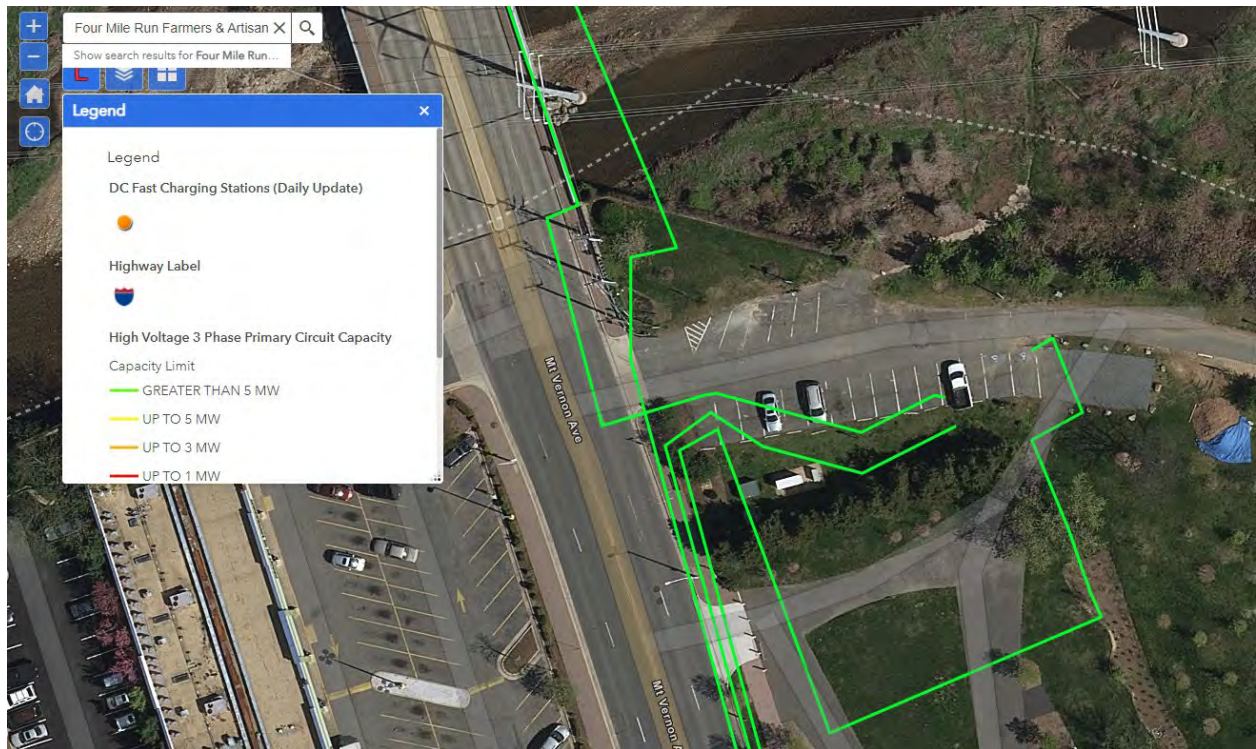 +
Four Mile Run Farmers & Artisan
−
Show search results for Four Mile Run...
Legend
Legend
DC Fast Charging Stations (Daily Update)
Highway Label
High Voltage 3 Phase Primary Circuit Capacity
Capacity Limit
GREATER THAN 5 MW
UP TO 5 MW
UP TO 3 MW
UP TO 1 MW
Mt Vernon Ave
Mt Vernon A